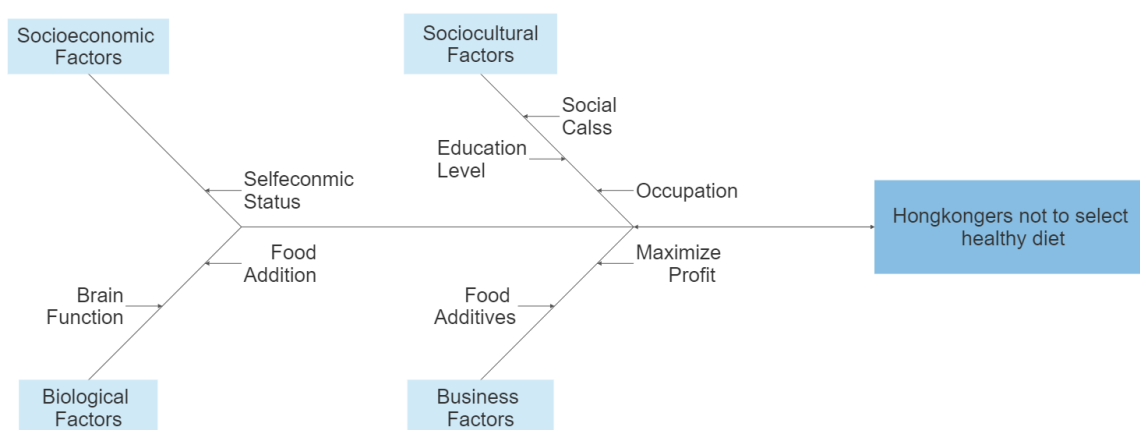 Socioeconomic
Factors
Sociocultural
Factors
Social
Calss
Education
Level
Selfeconmic
Status
Occupation
Hongkongers not to select
healthy diet
Food
Addition
Maximize
Profit
Brain
Function
Food
Additives
Biological
Factors
Business
Factors